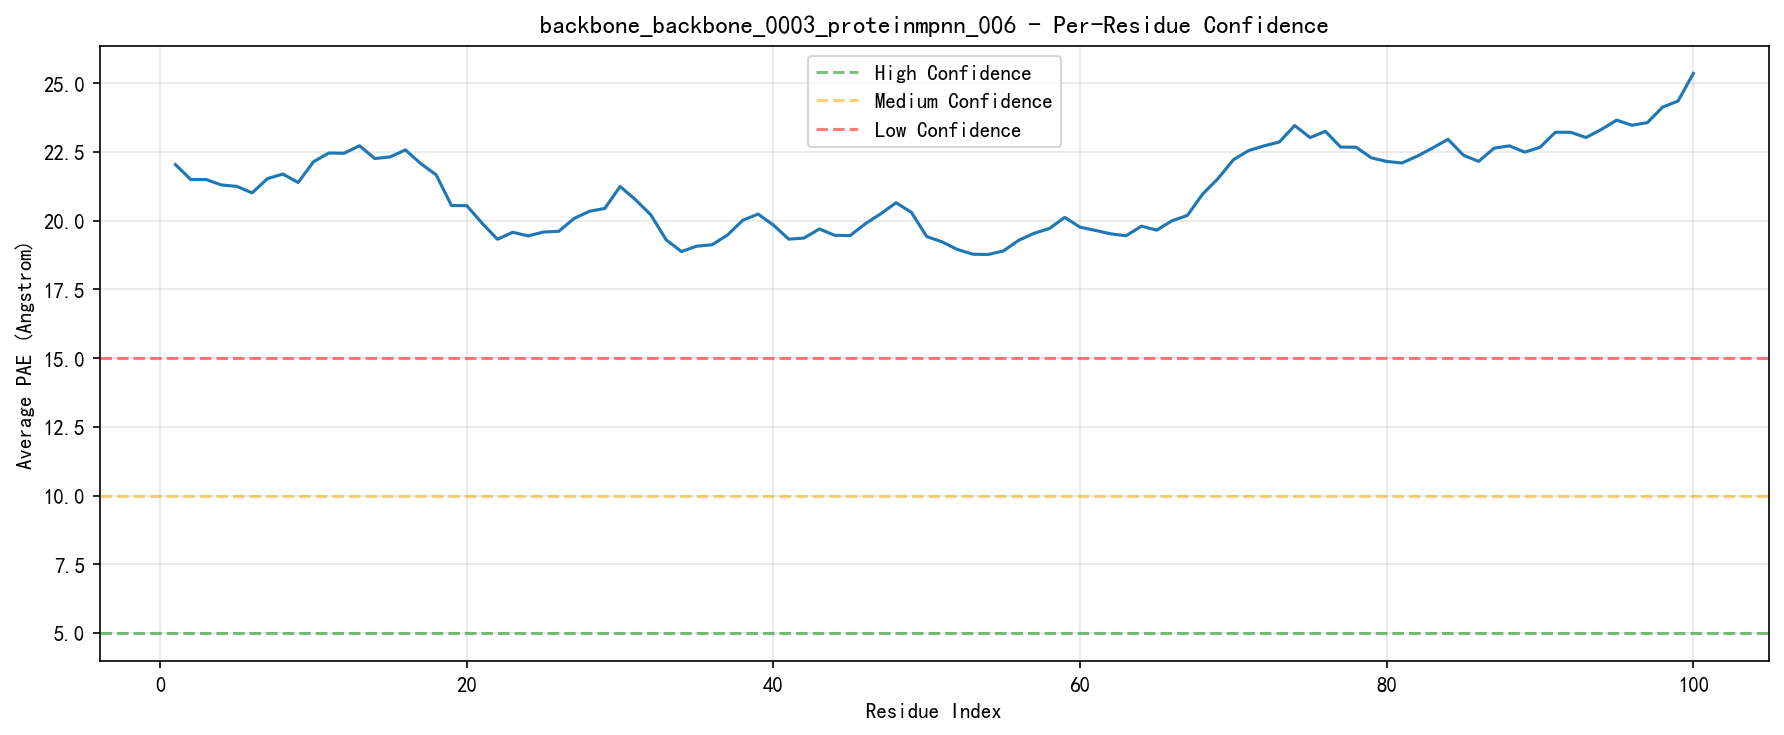 backbone_backbone_0003_proteinmpnn_006 - Per-Residue Confidence
High Confidence
Medium Confidence
Low Confidence
Average PAE (Angstrom)
25.0
22.5
20.0
17.5
15.0
12.5
10.0
7.5
5.0
0 20 40 60 80 100
Residue Index